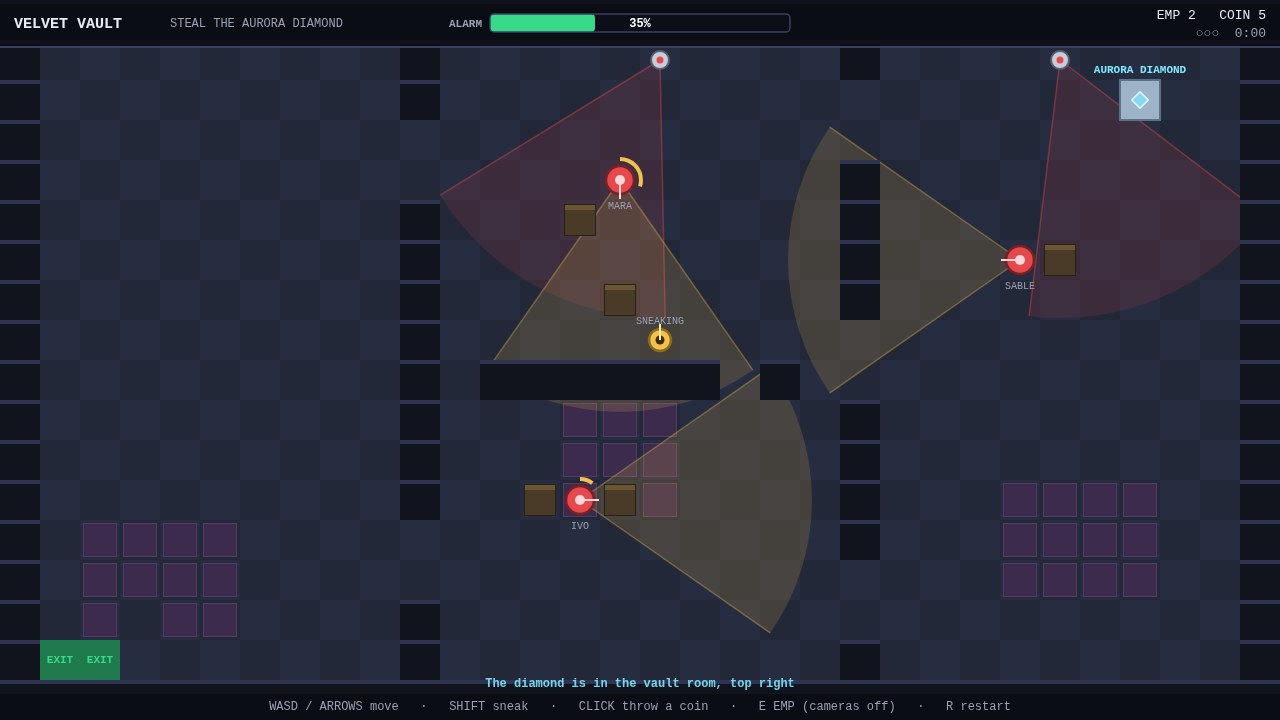 VELVET VAULT
STEAL THE AURORA DIAMOND
ALARM 35%
EMP 2 COIN 5
○○○ 0:00
AURORA DIAMOND
MARA
SABLE
SNEAKING
IVO
EXIT EXIT
The diamond is in the vault room, top right
WASD / ARROWS move · SHIFT sneak · CLICK throw a coin · E EMP (cameras off) · R restart